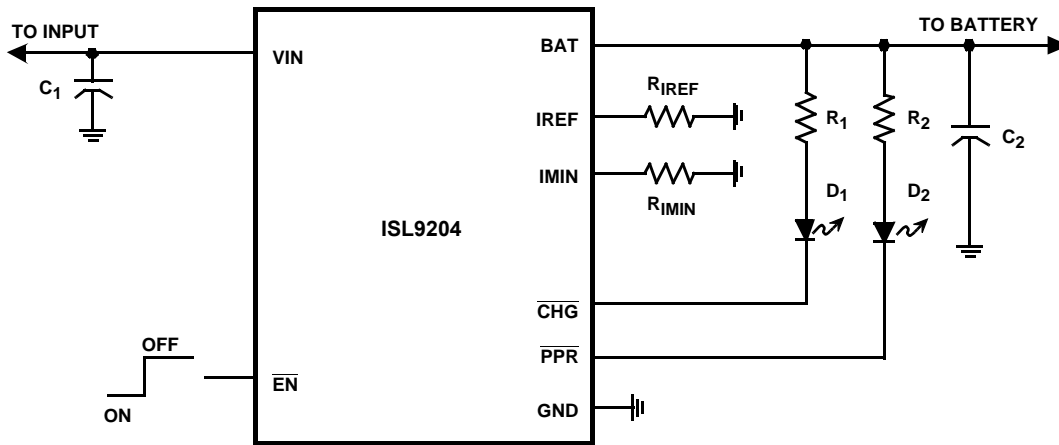 TO INPUT
C1
VIN
ISL9204
OFF
ON
EN
BAT
IREF
IMIN
CHG
PPR
GND
RIREF
RIMIN
TO BATTERY
R1
R2
C2
D1
D2